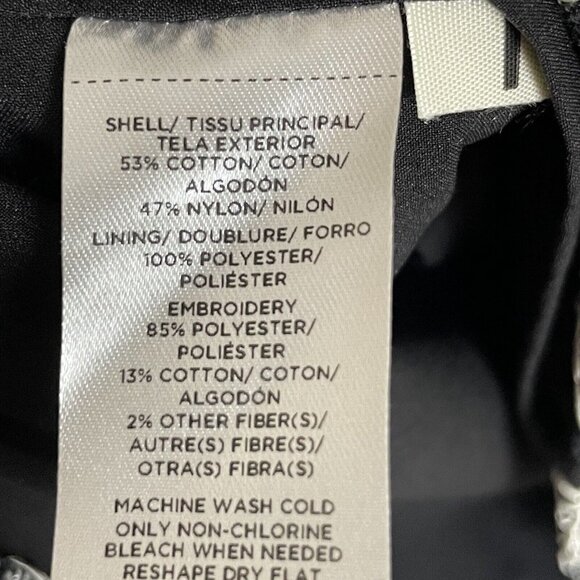 SHELL/ TISSU PRINCIPAL/
TELA EXTERIOR
53% COTTON/ COTON/
ALGODÓN
47% NYLON/ NILÓN
LINING/ DOUBLURE/ FORRO
100% POLYESTER/
POLIÉSTER
EMBROIDERY
85% POLYESTER/
POLIÉSTER
13% COTTON/ COTON/
ALGODÓN
2% OTHER FIBER(S)/
AUTRE(S) FIBRE(S)/
OTRA(S) FIBRA(S)
MACHINE WASH COLD
ONLY NON-CHLORINE
BLEACH WHEN NEEDED
RESHAPE DRY FLAT